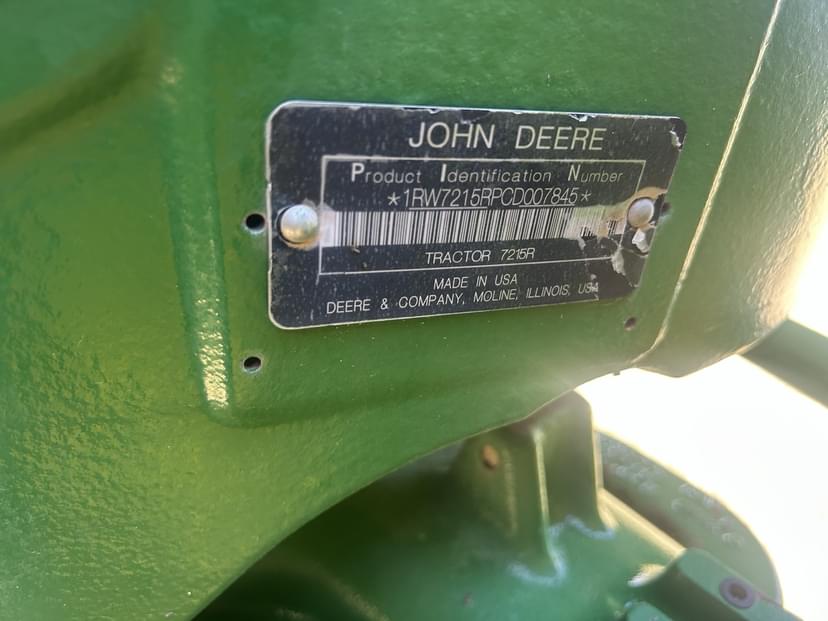 JOHN DEERE
Product Identification Number
*1RW7215RPCD007845*
TRACTOR 7215R
MADE IN USA
DEERE & COMPANY, MOLINE, ILLINOIS, USA